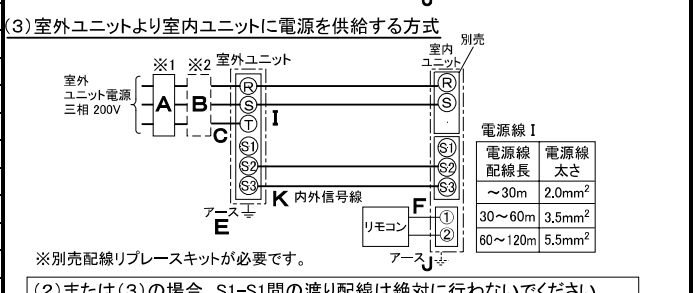 (3)室外ユニットより室内ユニットに電源を供給する方式
※1 ※2 室外ユニット
室内
ユニット
別売
室外
ユニット電源
三相 200V
A B C
R
S
T
S1
S2
S3
I
R
S
S1
S2
S3
K 内外信号線
アース
E
F
リモコン
1
2
アース J
電源線 I
電源線
配線長
電源線
太さ
～30m 2.0mm²
30～60m 3.5mm²
60～120m 5.5mm²
※別売配線リプレースキットが必要です。
(2)または(3)の場合、S1-S1間の渡り配線は絶対に行わないでください